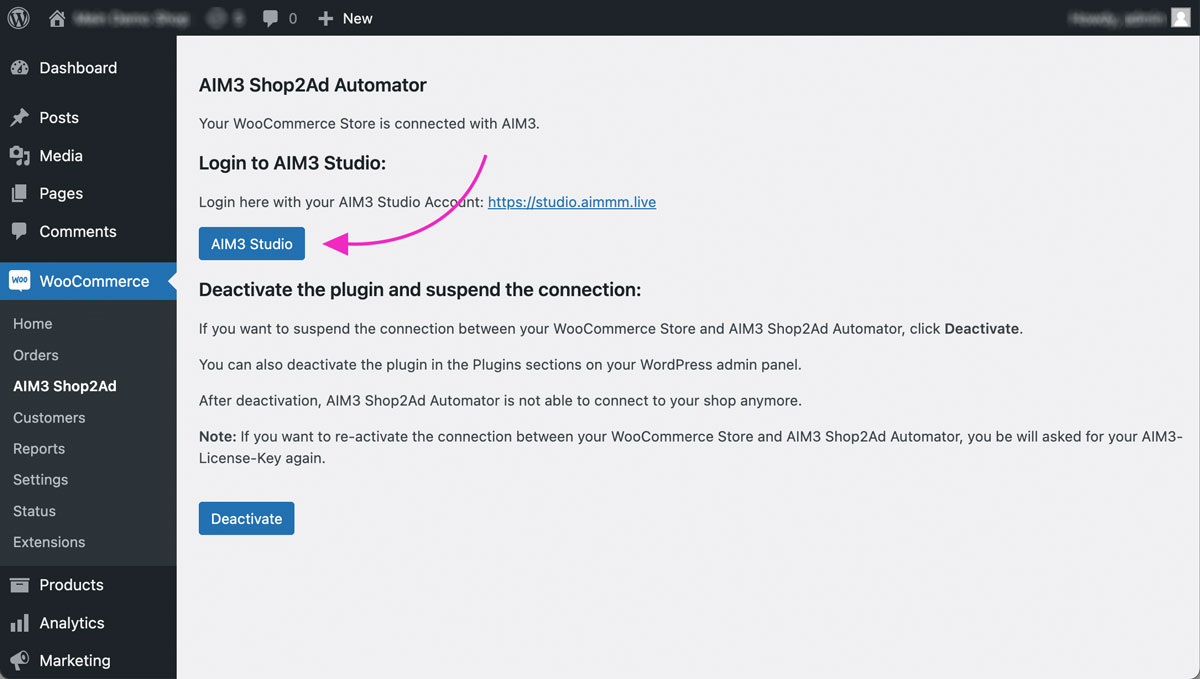 0
New
Dashboard
Posts
Media
Pages
Comments
Woo
WooCommerce
Home
Orders
AIM3 Shop2Ad
Customers
Reports
Settings
Status
Extensions
Products
Analytics
Marketing
AIM3 Shop2Ad Automator
Your WooCommerce Store is connected with AIM3.
Login to AIM3 Studio:
Login here with your AIM3 Studio Account: https://studio.aimmm.live
AIM3 Studio
Deactivate the plugin and suspend the connection:
If you want to suspend the connection between your WooCommerce Store and AIM3 Shop2Ad Automator, click Deactivate.
You can also deactivate the plugin in the Plugins sections on your WordPress admin panel.
After deactivation, AIM3 Shop2Ad Automator is not able to connect to your shop anymore.
Note: If you want to re-activate the connection between your WooCommerce Store and AIM3 Shop2Ad Automator, you be will asked for your AIM3-
License-Key again.
Deactivate